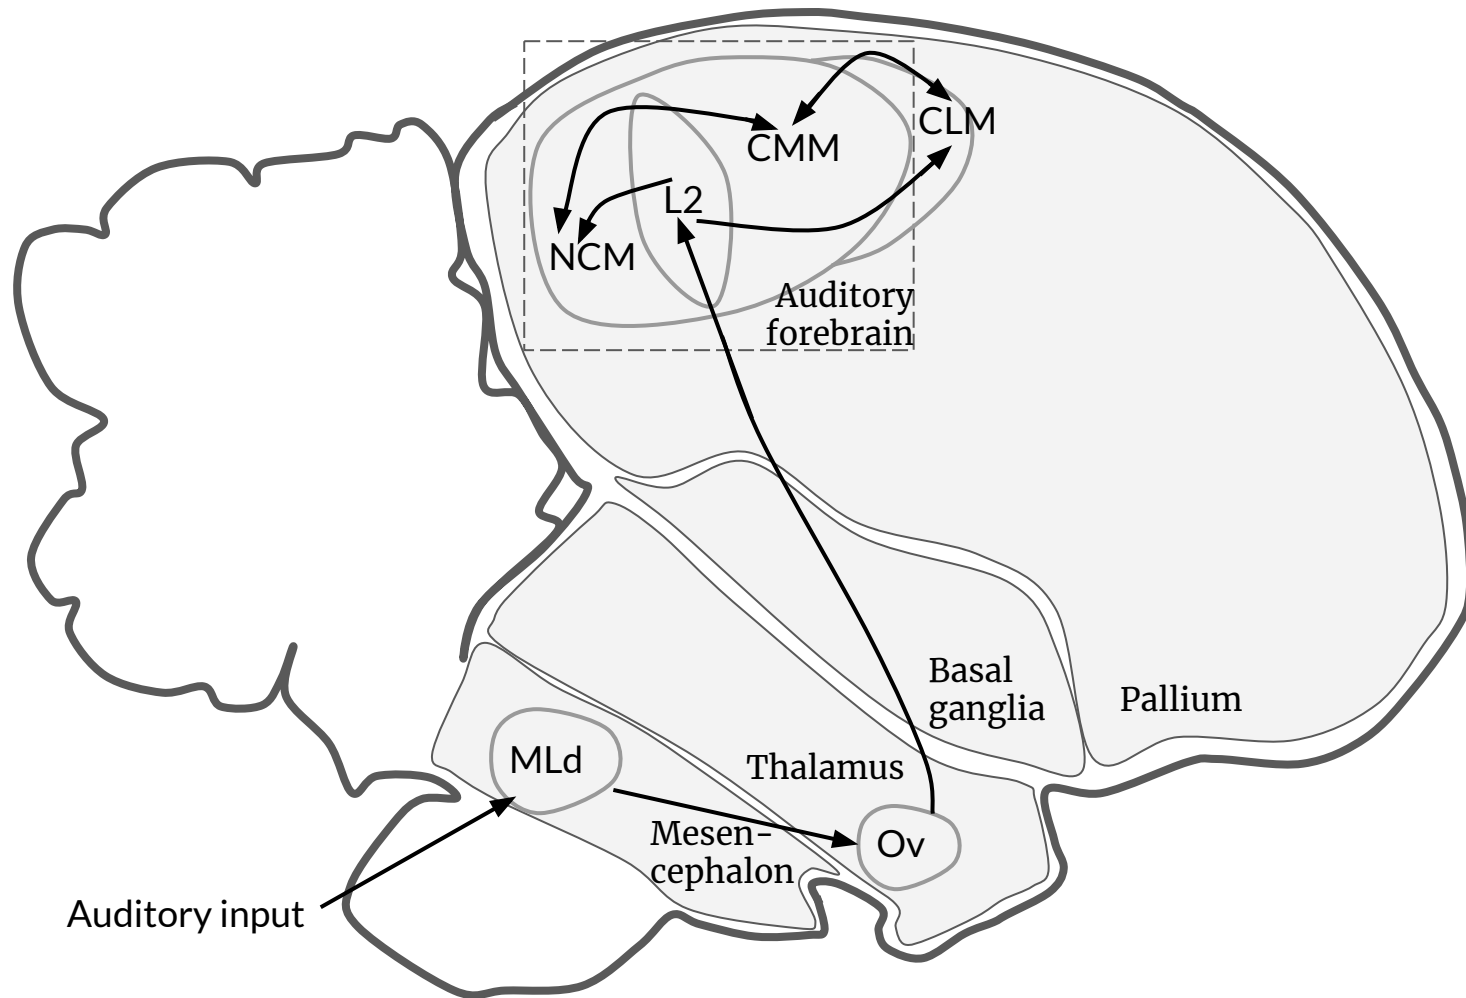 CLM
CMM
L2
NCM
Auditory
forebrain
Basal
ganglia
Pallium
Thalamus
MLd
Mesen-
cephalon
Ov
Auditory input